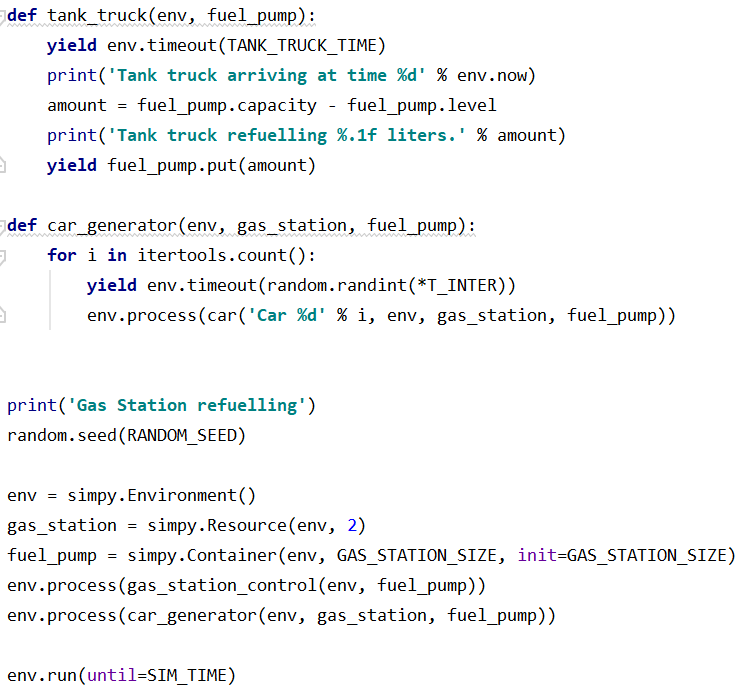 def tank_truck(env, fuel_pump):
    yield env.timeout(TANK_TRUCK_TIME)
    print('Tank truck arriving at time %d' % env.now)
    amount = fuel_pump.capacity - fuel_pump.level
    print('Tank truck refuelling %.1f liters.' % amount)
    yield fuel_pump.put(amount)

def car_generator(env, gas_station, fuel_pump):
    for i in itertools.count():
        yield env.timeout(random.randint(*T_INTER))
        env.process(car('Car %d' % i, env, gas_station, fuel_pump))


print('Gas Station refuelling')
random.seed(RANDOM_SEED)

env = simpy.Environment()
gas_station = simpy.Resource(env, 2)
fuel_pump = simpy.Container(env, GAS_STATION_SIZE, init=GAS_STATION_SIZE)
env.process(gas_station_control(env, fuel_pump))
env.process(car_generator(env, gas_station, fuel_pump))

env.run(until=SIM_TIME)